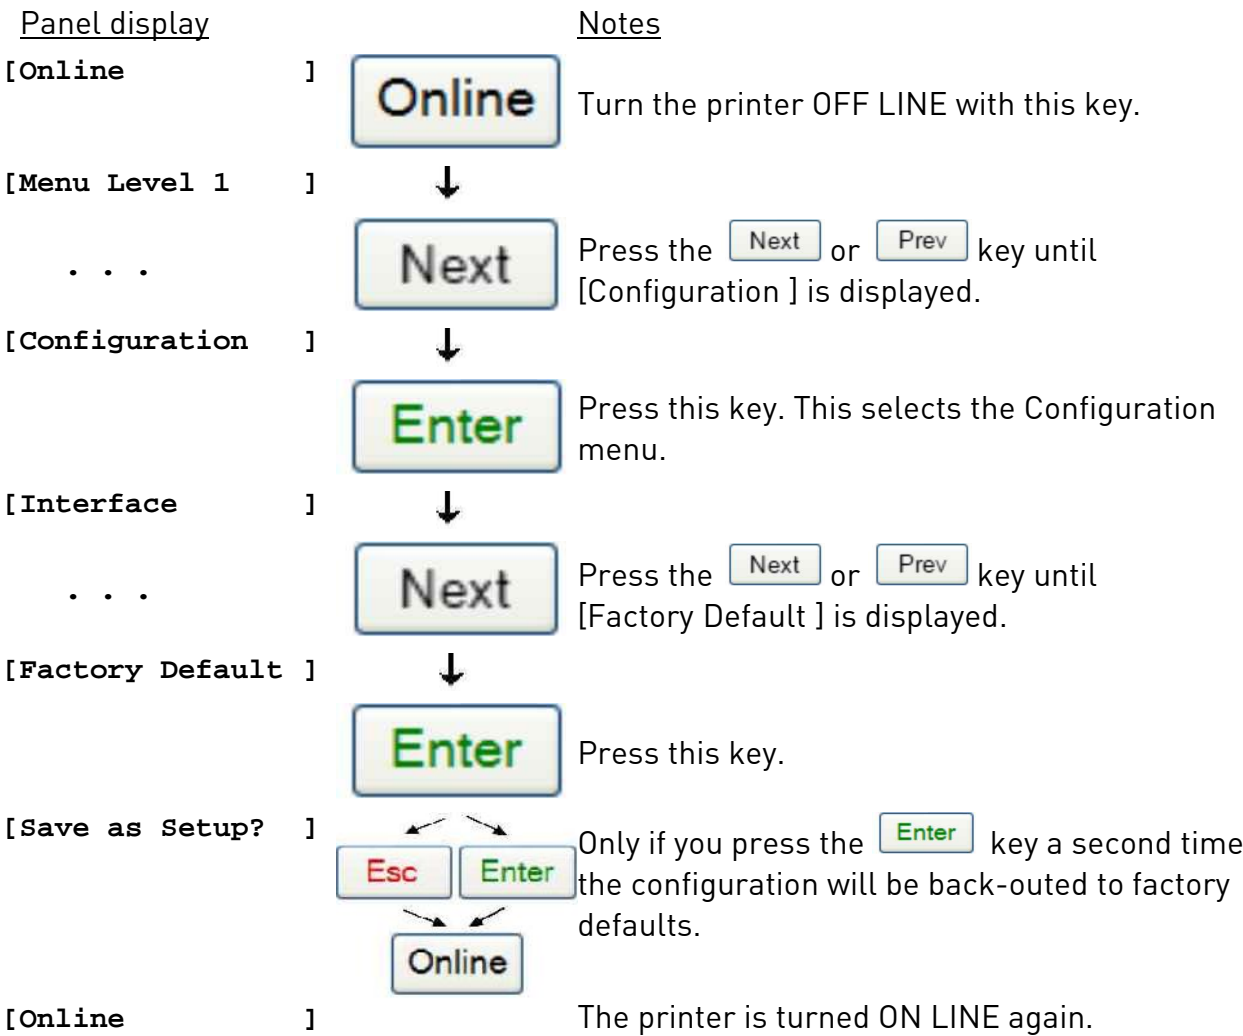 Panel display Notes
[Online ]
Online
Turn the printer OFF LINE with this key.
[Menu Level 1 ]
. . .
Next
Press the Next or Prev key until
[Configuration ] is displayed.
[Configuration ]
Enter
Press this key. This selects the Configuration
menu.
[Interface ]
. . .
Next
Press the Next or Prev key until
[Factory Default ] is displayed.
[Factory Default ]
Enter
Press this key.
[Save as Setup? ]
Esc Enter
Only if you press the Enter key a second time
the configuration will be back-outed to factory
defaults.
Online
[Online ]
The printer is turned ON LINE again.